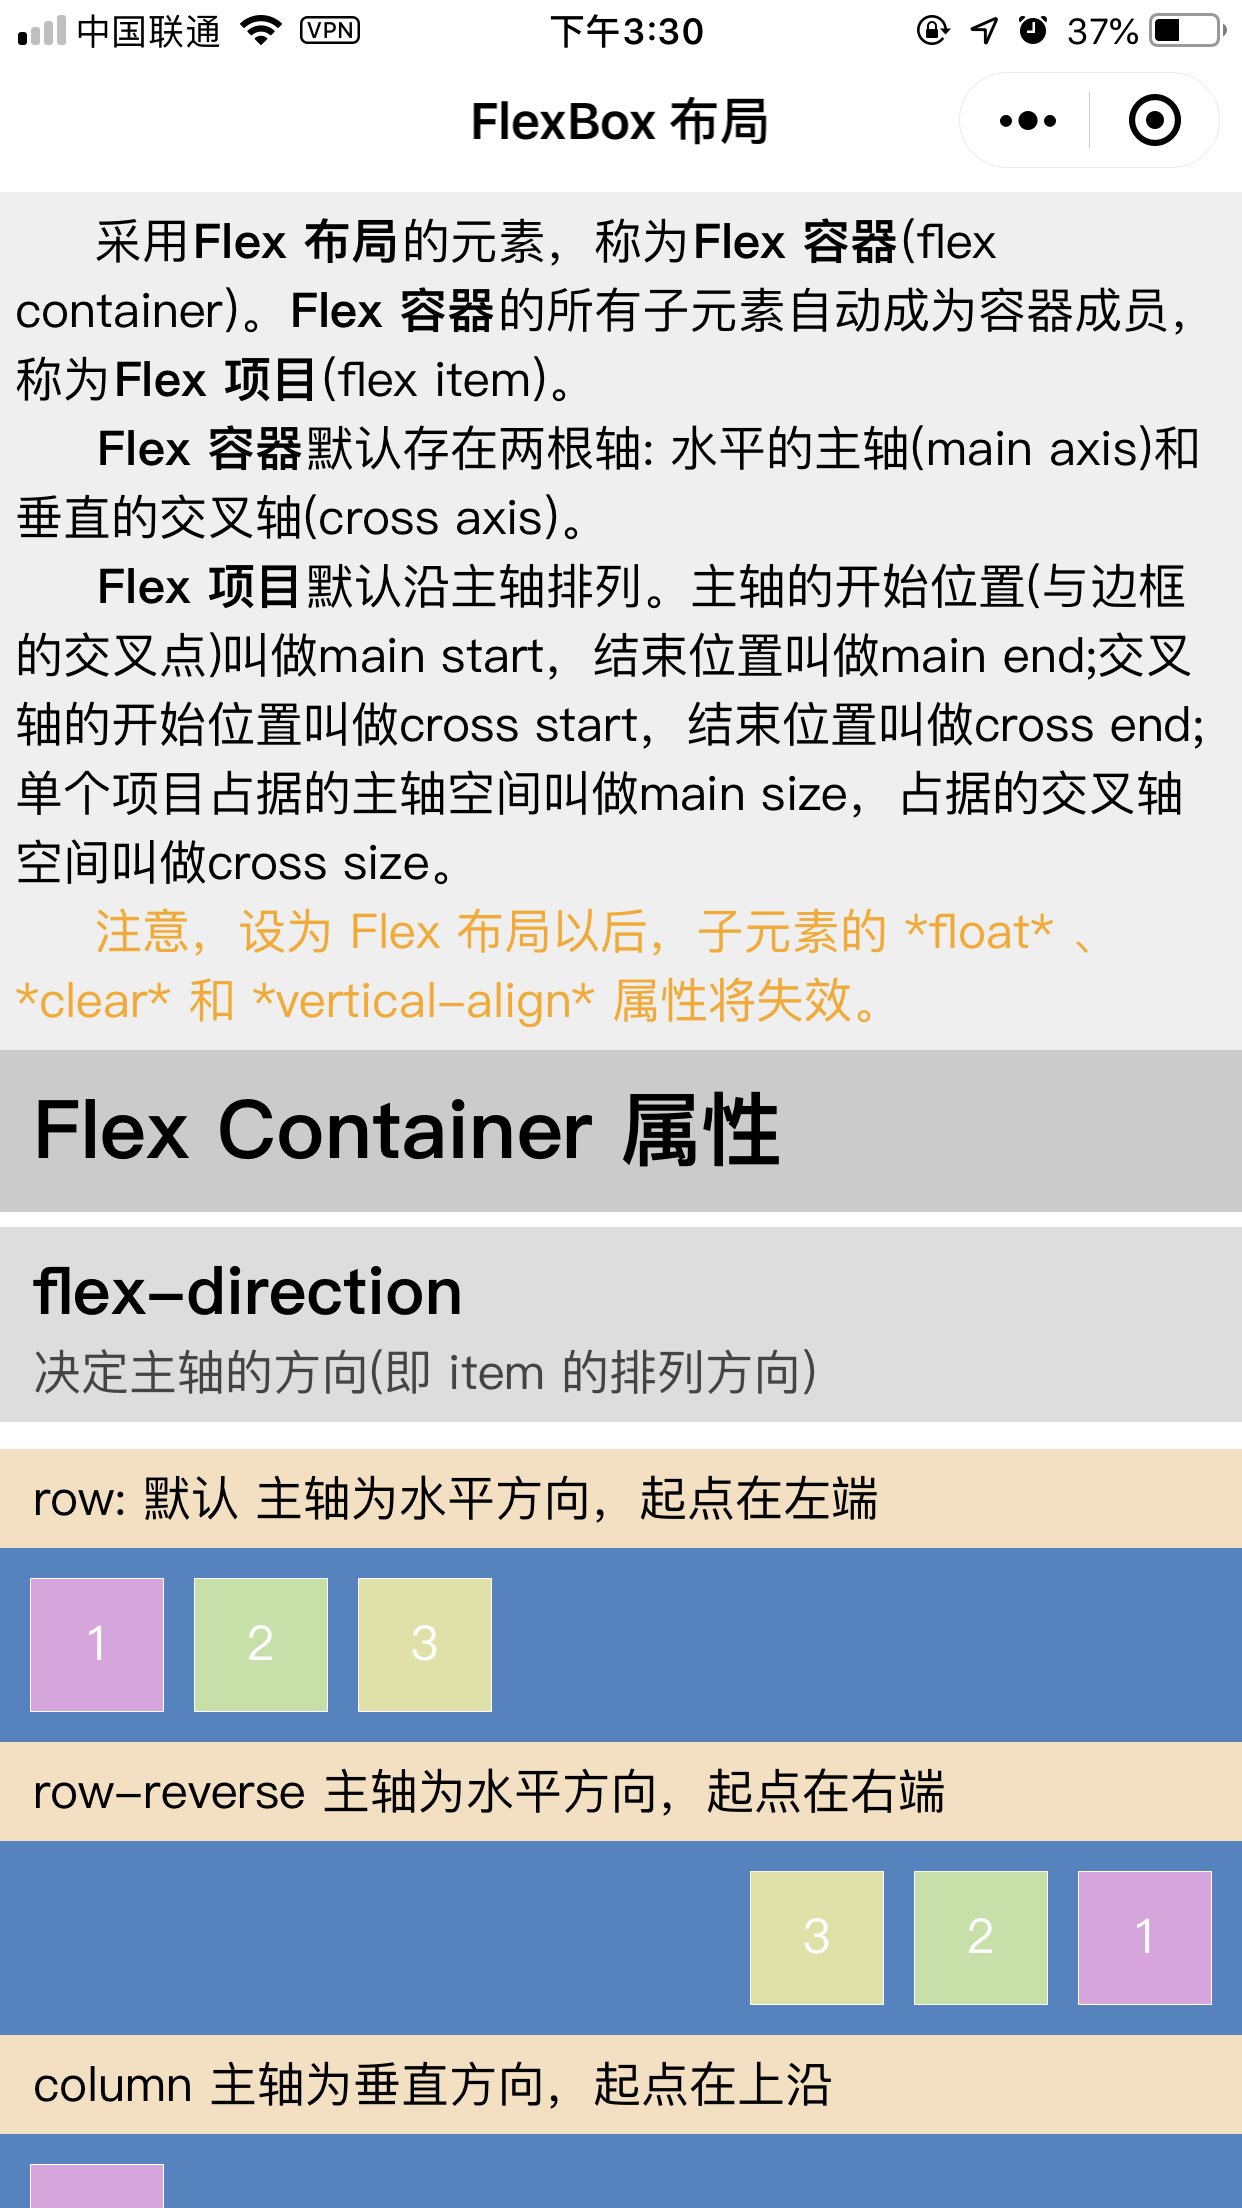 中国联通 VPN 下午3:30 37%
FlexBox 布局
采用Flex 布局的元素，称为Flex 容器(flex
container)。Flex 容器的所有子元素自动成为容器成员，
称为Flex 项目(flex item)。
Flex 容器默认存在两根轴: 水平的主轴(main axis)和
垂直的交叉轴(cross axis)。
Flex 项目默认沿主轴排列。主轴的开始位置(与边框
的交叉点)叫做main start，结束位置叫做main end;交叉
轴的开始位置叫做cross start，结束位置叫做cross end;
单个项目占据的主轴空间叫做main size，占据的交叉轴
空间叫做cross size。
注意，设为 Flex 布局以后，子元素的 *float* 、
*clear* 和 *vertical-align* 属性将失效。
Flex Container 属性
flex-direction
决定主轴的方向(即 item 的排列方向)
row: 默认 主轴为水平方向，起点在左端
1 2 3
row-reverse 主轴为水平方向，起点在右端
3 2 1
column 主轴为垂直方向，起点在上沿